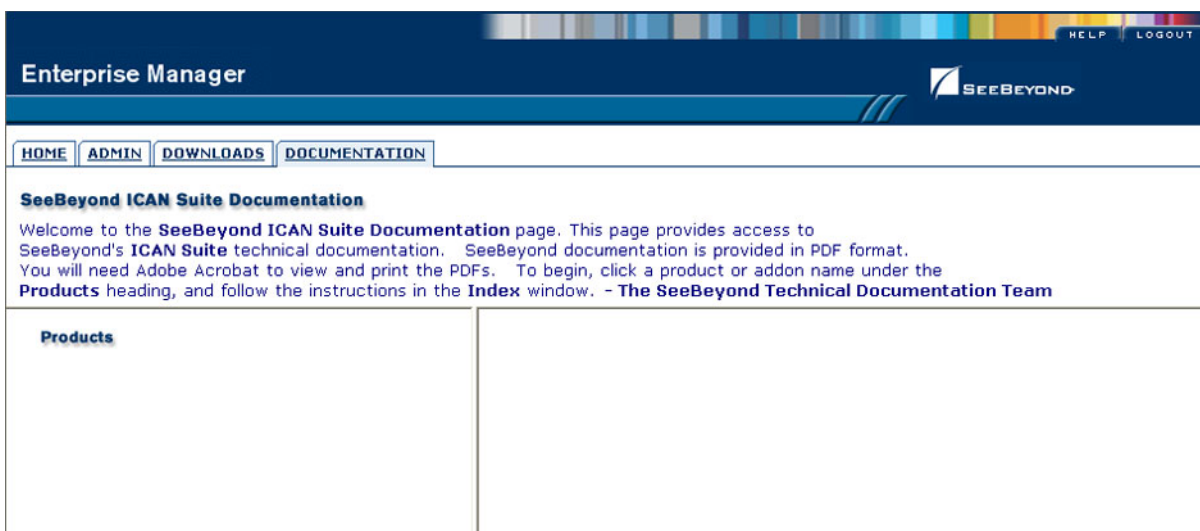 HELP LOGOUT
Enterprise Manager
SEEBEYOND
HOME ADMIN DOWNLOADS DOCUMENTATION
SeeBeyond ICAN Suite Documentation
Welcome to the SeeBeyond ICAN Suite Documentation page. This page provides access to
SeeBeyond's ICAN Suite technical documentation. SeeBeyond documentation is provided in PDF format.
You will need Adobe Acrobat to view and print the PDFs. To begin, click a product or addon name under the
Products heading, and follow the instructions in the Index window. - The SeeBeyond Technical Documentation Team
Products